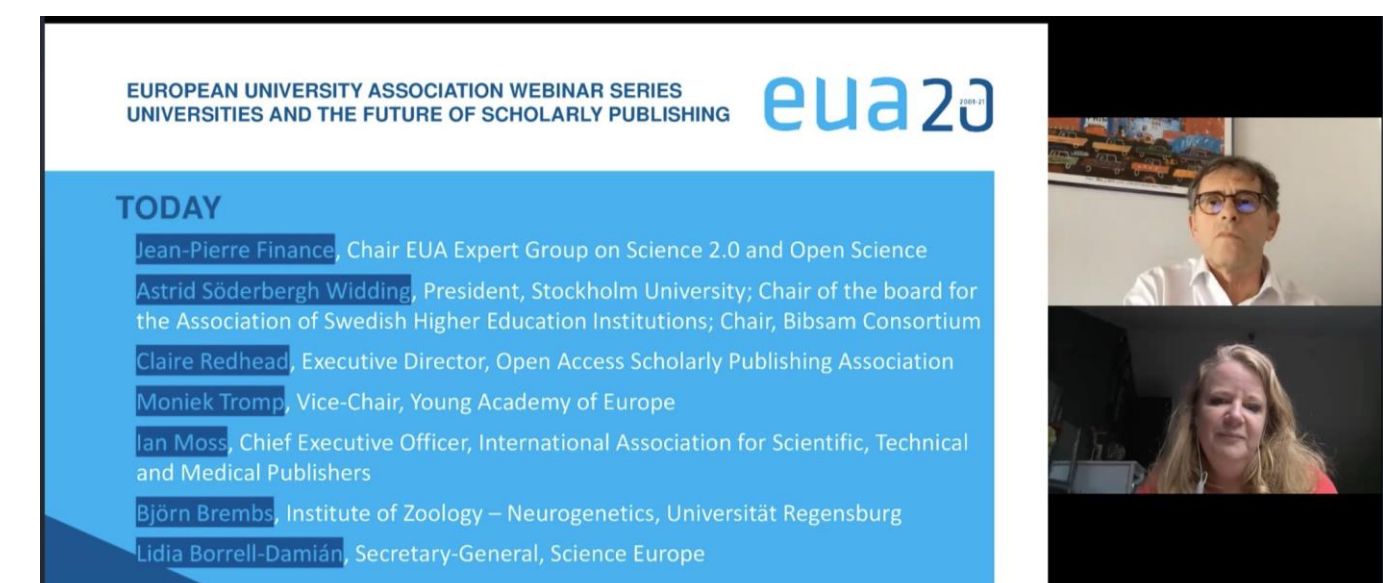 EUROPEAN UNIVERSITY ASSOCIATION WEBINAR SERIES
UNIVERSITIES AND THE FUTURE OF SCHOLARLY PUBLISHING
eua20
2001-21
TODAY
Jean-Pierre Finance, Chair EUA Expert Group on Science 2.0 and Open Science
Astrid Söderbergh Widding, President, Stockholm University; Chair of the board for
the Association of Swedish Higher Education Institutions; Chair, Bibsam Consortium
Claire Redhead, Executive Director, Open Access Scholarly Publishing Association
Moniek Tromp, Vice-Chair, Young Academy of Europe
Ian Moss, Chief Executive Officer, International Association for Scientific, Technical
and Medical Publishers
Björn Brembs, Institute of Zoology – Neurogenetics, Universität Regensburg
Lidia Borrell-Damián, Secretary-General, Science Europe